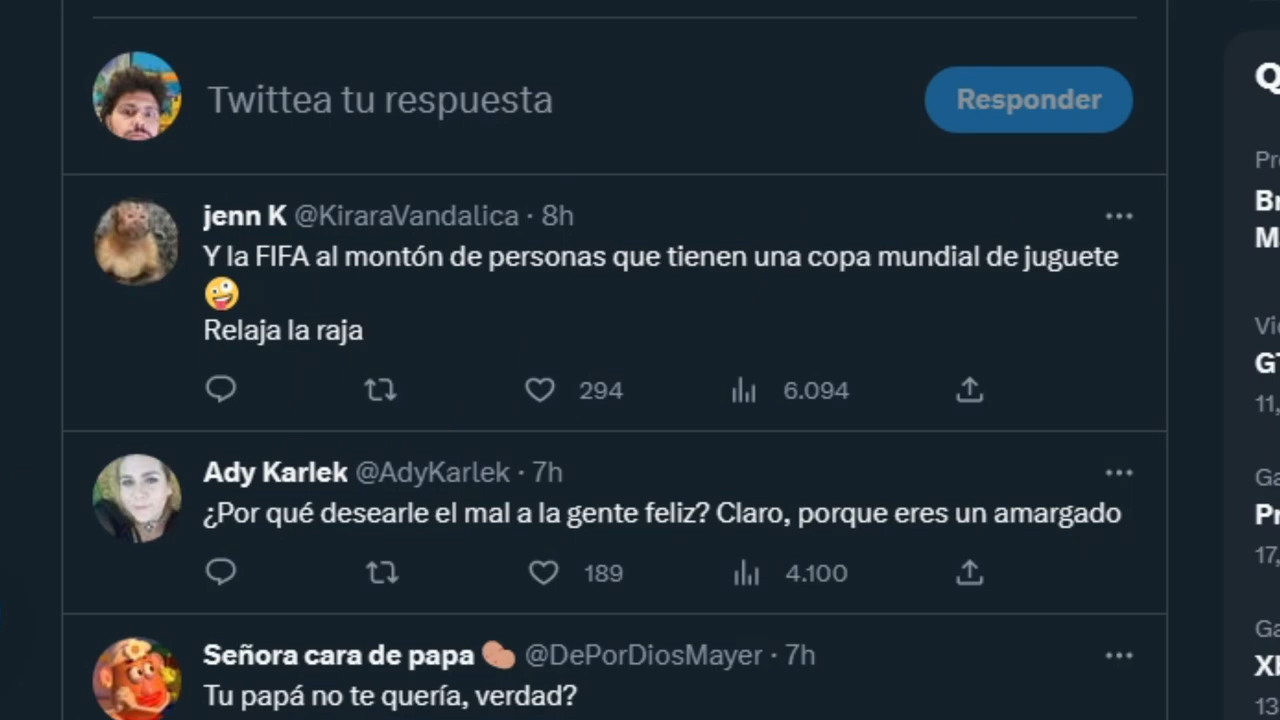 Twittea tu respuesta
Responder
jenn K @KiraraVandalica · 8h
Y la FIFA al montón de personas que tienen una copa mundial de juguete
🤪
Relaja la raja
294 6.094
Ady Karlek @AdyKarlek · 7h
¿Por qué desearle el mal a la gente feliz? Claro, porque eres un amargado
189 4.100
Señora cara de papa 🥔 @DePorDiosMayer · 7h
Tu papá no te quería, verdad?